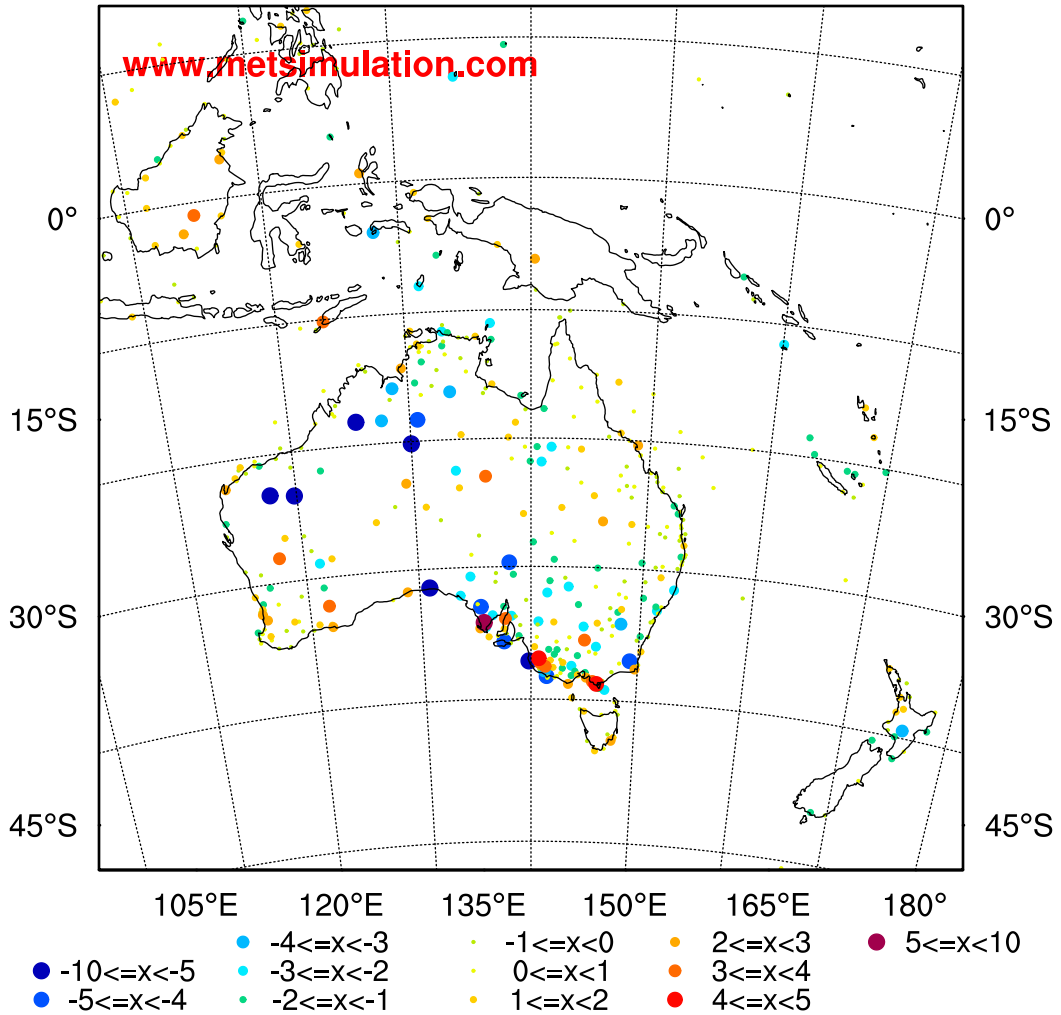 www.metsimulation.com
0° 0°
15°S 15°S
30°S 30°S
45°S 45°S
105°E 120°E 135°E 150°E 165°E 180°
-4<=x<-3 -1<=x<0 2<=x<3 5<=x<10
-10<=x<-5 -3<=x<-2 0<=x<1 3<=x<4
-5<=x<-4 -2<=x<-1 1<=x<2 4<=x<5